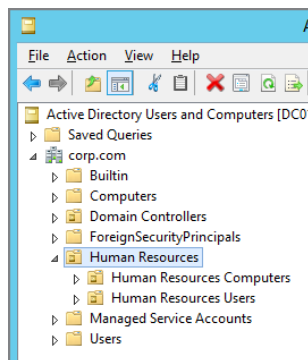 A
File Action View Help
Active Directory Users and Computers [DC0
Saved Queries
corp.com
Builtin
Computers
Domain Controllers
ForeignSecurityPrincipals
Human Resources
Human Resources Computers
Human Resources Users
Managed Service Accounts
Users